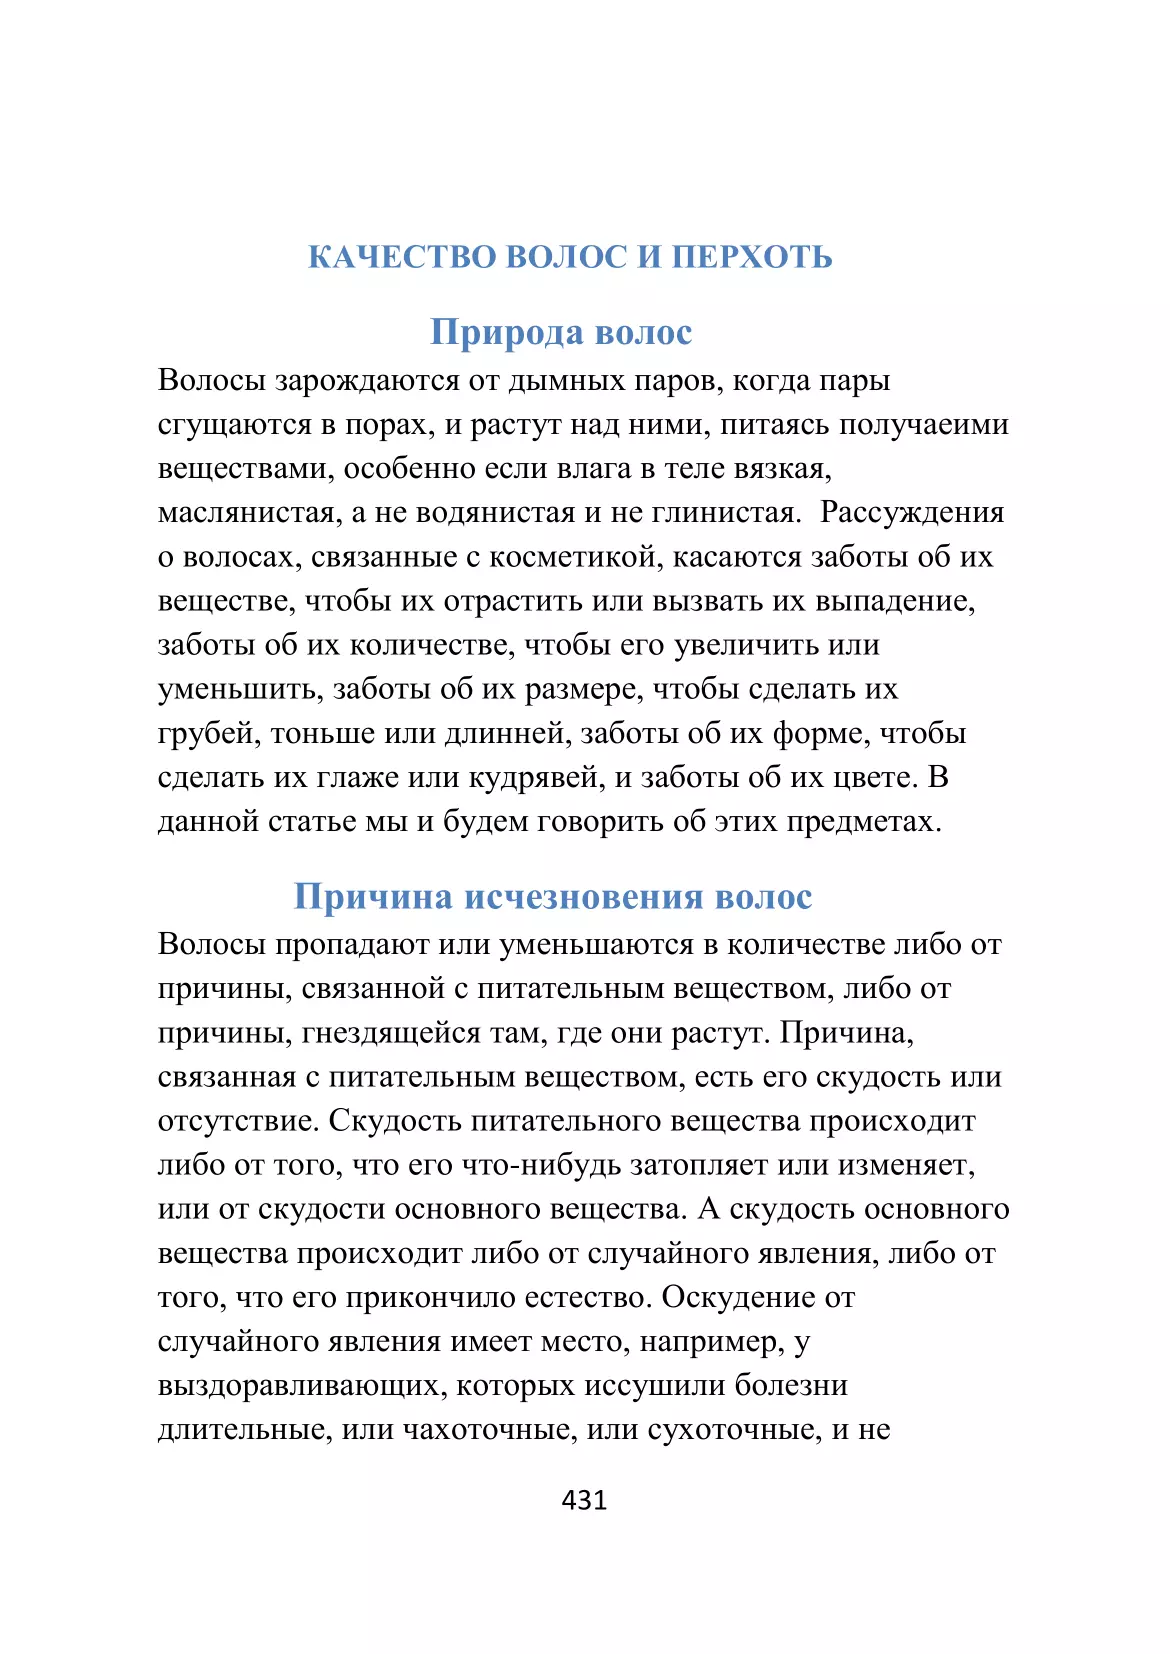 КАЧЕСТВО ВОЛОС И ПЕРХОТЬ
Природа волос
Волосы зарождаются от дымных паров, когда пары
сгущаются в порах, и растут над ними, питаясь получаеими
веществами, особенно если влага в теле вязкая,
маслянистая, а не водянистая и не глинистая.  Рассуждения
о волосах, связанные с косметикой, касаются заботы об их
веществе, чтобы их отрастить или вызвать их выпадение,
заботы об их количестве, чтобы его увеличить или
уменьшить, заботы об их размере, чтобы сделать их
грубей, тоньше или длинней, заботы об их форме, чтобы
сделать их глаже или кудрявей, и заботы об их цвете. В
данной статье мы и будем говорить об этих предметах.
Причина исчезновения волос
Волосы пропадают или уменьшаются в количестве либо от
причины, связанной с питательным веществом, либо от
причины, гнездящейся там, где они растут. Причина,
связанная с питательным веществом, есть его скудость или
отсутствие. Скудость питательного вещества происходит
либо от того, что его что-нибудь затопляет или изменяет,
или от скудости основного вещества. А скудость основного
вещества происходит либо от случайного явления, либо от
того, что его прикончило естество. Оскудение от
случайного явления имеет место, например, у
выздоравливающих, которых иссушили болезни
длительные, или чахоточные, или сухоточные, и не
431